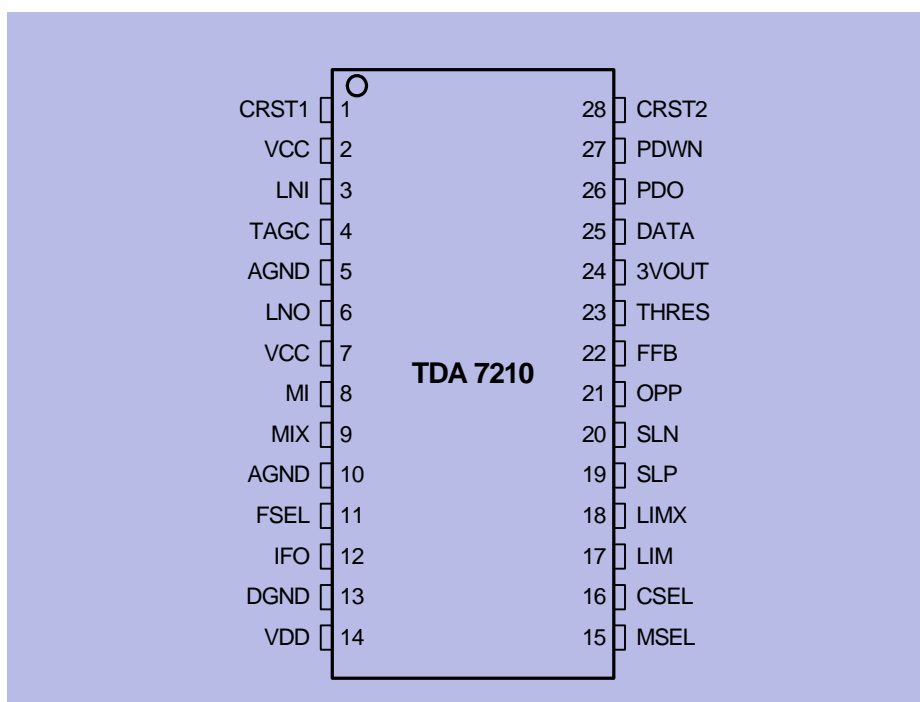 CRST1 1 28 CRST2
VCC 2 27 PDWN
LNI 3 26 PDO
TAGC 4 25 DATA
AGND 5 24 3VOUT
LNO 6 23 THRES
VCC 7 22 FFB
TDA 7210
MI 8 21 OPP
MIX 9 20 SLN
AGND 10 19 SLP
FSEL 11 18 LIMX
IFO 12 17 LIM
DGND 13 16 CSEL
VDD 14 15 MSEL